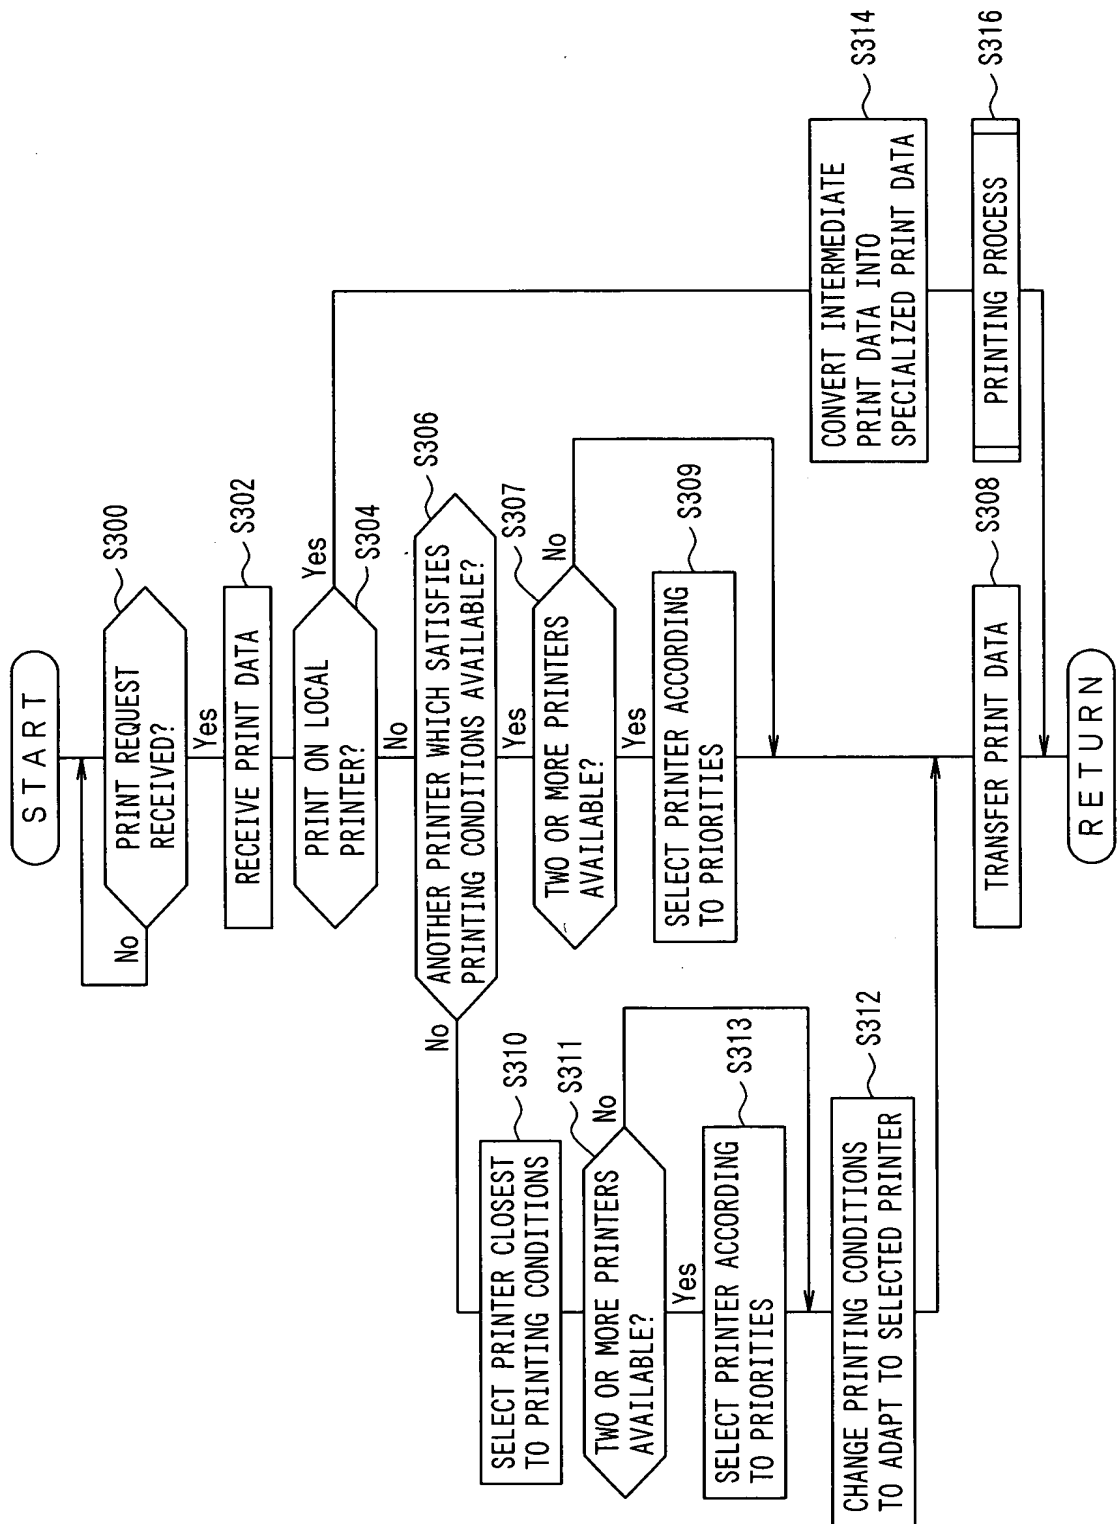 START
PRINT REQUEST
RECEIVED?
S300
No
Yes
RECEIVE PRINT DATA
S302
PRINT ON LOCAL
PRINTER?
S304
Yes
No
ANOTHER PRINTER WHICH SATISFIES
PRINTING CONDITIONS AVAILABLE?
S306
No
Yes
TWO OR MORE PRINTERS
AVAILABLE?
S307
No
Yes
SELECT PRINTER ACCORDING
TO PRIORITIES
S309
SELECT PRINTER CLOSEST
TO PRINTING CONDITIONS
S310
TWO OR MORE PRINTERS
AVAILABLE?
S311
No
Yes
SELECT PRINTER ACCORDING
TO PRIORITIES
S313
CHANGE PRINTING CONDITIONS
TO ADAPT TO SELECTED PRINTER
S312
CONVERT INTERMEDIATE
PRINT DATA INTO
SPECIALIZED PRINT DATA
S314
PRINTING PROCESS
S316
TRANSFER PRINT DATA
S308
RETURN